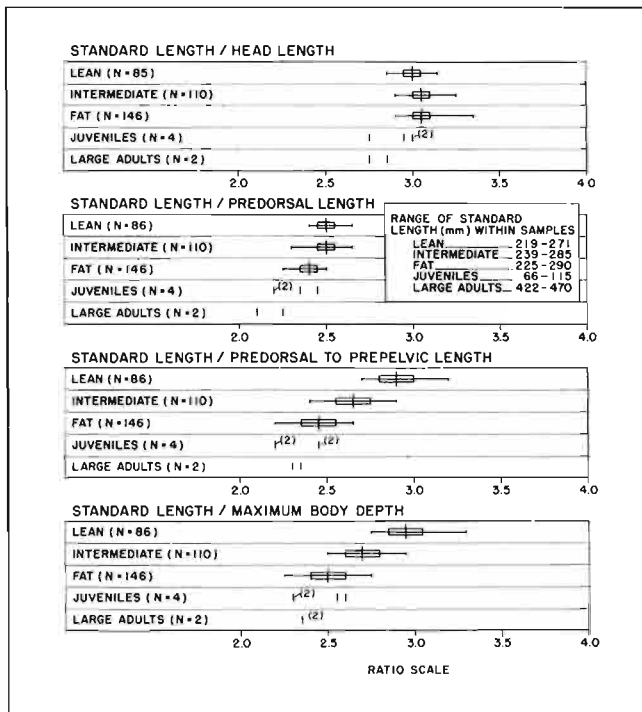 STANDARD LENGTH / HEAD LENGTH
LEAN (N=85)
INTERMEDIATE (N=110)
FAT (N=146)
JUVENILES (N=4) (2)
LARGE ADULTS (N=2)
2.0 2.5 3.0 3.5 4.0
STANDARD LENGTH / PREDORSAL LENGTH
LEAN (N=86)
INTERMEDIATE (N=110)
FAT (N=146)
JUVENILES (N=4) (2)
LARGE ADULTS (N=2)
RANGE OF STANDARD
LENGTH (mm) WITHIN SAMPLES
LEAN 219-271
INTERMEDIATE 239-285
FAT 225-290
JUVENILES 66-115
LARGE ADULTS 422-470
2.0 2.5 3.0 3.5 4.0
STANDARD LENGTH / PREDORSAL TO PREPELVIC LENGTH
LEAN (N=86)
INTERMEDIATE (N=110)
FAT (N=146)
JUVENILES (N=4) (2) (2)
LARGE ADULTS (N=2)
2.0 2.5 3.0 3.5 4.0
STANDARD LENGTH / MAXIMUM BODY DEPTH
LEAN (N=86)
INTERMEDIATE (N=110)
FAT (N=146)
JUVENILES (N=4) (2)
LARGE ADULTS (N=2) (2)
2.0 2.5 3.0 3.5 4.0
RATIO SCALE